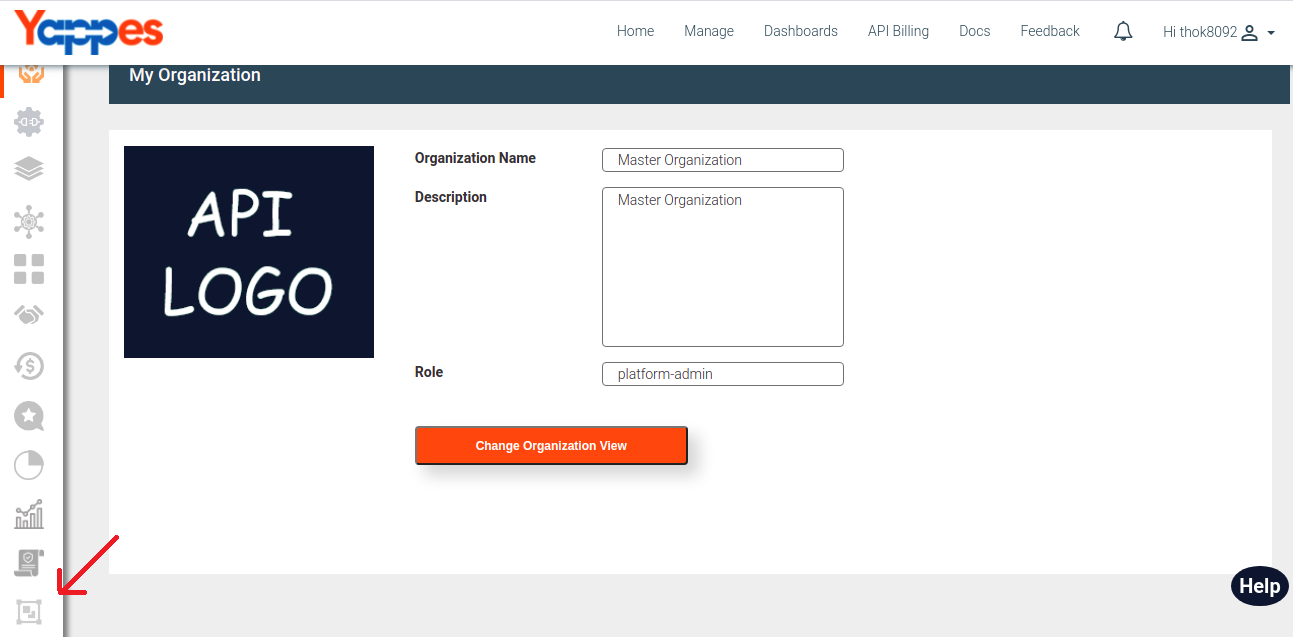 Yappes
Home Manage Dashboards API Billing Docs Feedback Hi thok8092
My Organization
API
LOGO
Organization Name Master Organization
Description Master Organization
Role platform-admin
Change Organization View
Help